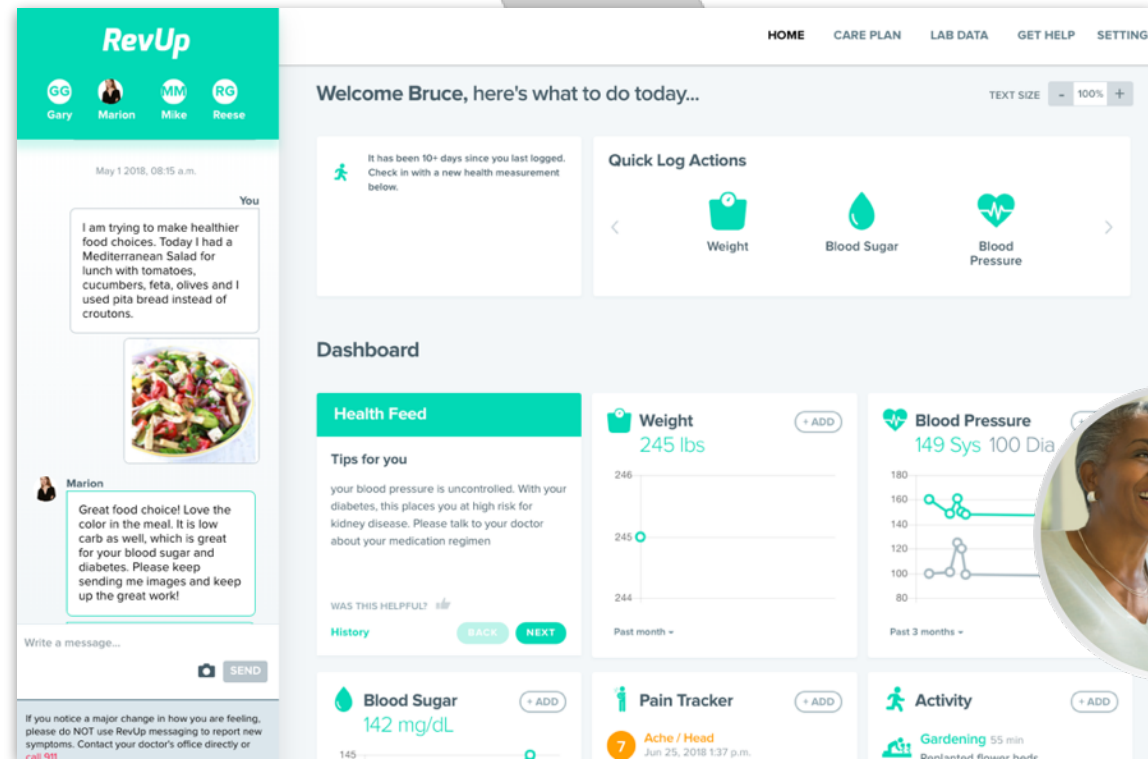 RevUp
GG MM RG
Gary Marion Mike Reese
May 1 2018, 08:15 a.m.
You
I am trying to make healthier
food choices. Today I had a
Mediterranean Salad for
lunch with tomatoes,
cucumbers, feta, olives and I
used pita bread instead of
croutons.
Marion
Great food choice! Love the
color in the meal. It is low
carb as well, which is great
for your blood sugar and
diabetes. Please keep
sending me images and keep
up the great work!
Write a message...
SEND
If you notice a major change in how you are feeling,
please do NOT use RevUp messaging to report new
symptoms. Contact your doctor's office directly or
call 911
HOME CARE PLAN LAB DATA GET HELP SETTING
Welcome Bruce, here's what to do today...
TEXT SIZE - 100% +
It has been 10+ days since you last logged.
Check in with a new health measurement
below.
Quick Log Actions
Weight
Blood Sugar
Blood
Pressure
Dashboard
Health Feed
Tips for you
your blood pressure is uncontrolled. With your
diabetes, this places you at high risk for
kidney disease. Please talk to your doctor
about your medication regimen
WAS THIS HELPFUL?
History BACK NEXT
Weight + ADD
245 lbs
246
245
244
Past month
Blood Pressure
149 Sys 100 Dia
180
160
140
120
100
80
Past 3 months
Blood Sugar + ADD
142 mg/dL
145
Pain Tracker + ADD
7 Ache / Head
Jun 25, 2018 1:37 p.m.
Activity + ADD
Gardening 55 min
Replanted flower beds